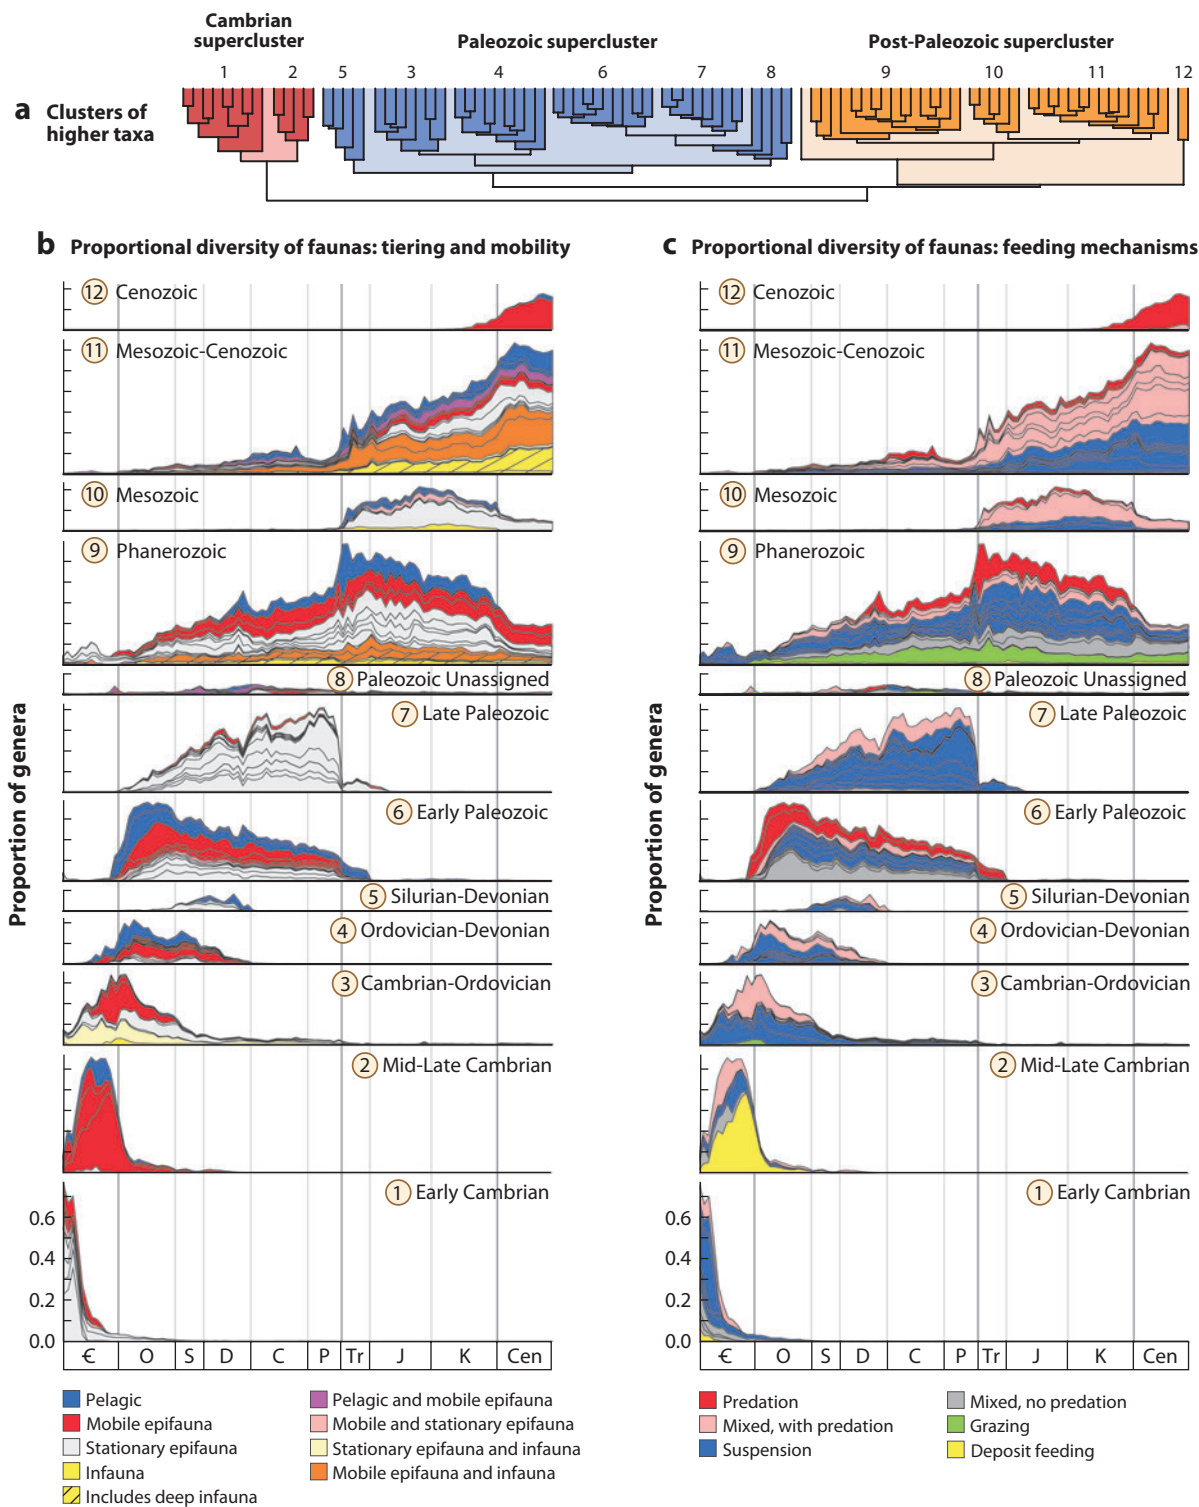 Cambrian
supercluster
Paleozoic supercluster
Post-Paleozoic supercluster
1 2 5 3 4 6 7 8 9 10 11 12
a Clusters of
higher taxa
b Proportional diversity of faunas: tiering and mobility
c Proportional diversity of faunas: feeding mechanisms
Proportion of genera
12 Cenozoic
11 Mesozoic-Cenozoic
10 Mesozoic
9 Phanerozoic
8 Paleozoic Unassigned
7 Late Paleozoic
6 Early Paleozoic
5 Silurian-Devonian
4 Ordovician-Devonian
3 Cambrian-Ordovician
2 Mid-Late Cambrian
1 Early Cambrian
0.6
0.4
0.2
0.0
€ O S D C P Tr J K Cen
Pelagic
Mobile epifauna
Stationary epifauna
Infauna
Includes deep infauna
Pelagic and mobile epifauna
Mobile and stationary epifauna
Stationary epifauna and infauna
Mobile epifauna and infauna
Proportion of genera
12 Cenozoic
11 Mesozoic-Cenozoic
10 Mesozoic
9 Phanerozoic
8 Paleozoic Unassigned
7 Late Paleozoic
6 Early Paleozoic
5 Silurian-Devonian
4 Ordovician-Devonian
3 Cambrian-Ordovician
2 Mid-Late Cambrian
1 Early Cambrian
0.6
0.4
0.2
0.0
€ O S D C P Tr J K Cen
Predation
Mixed, with predation
Suspension
Mixed, no predation
Grazing
Deposit feeding